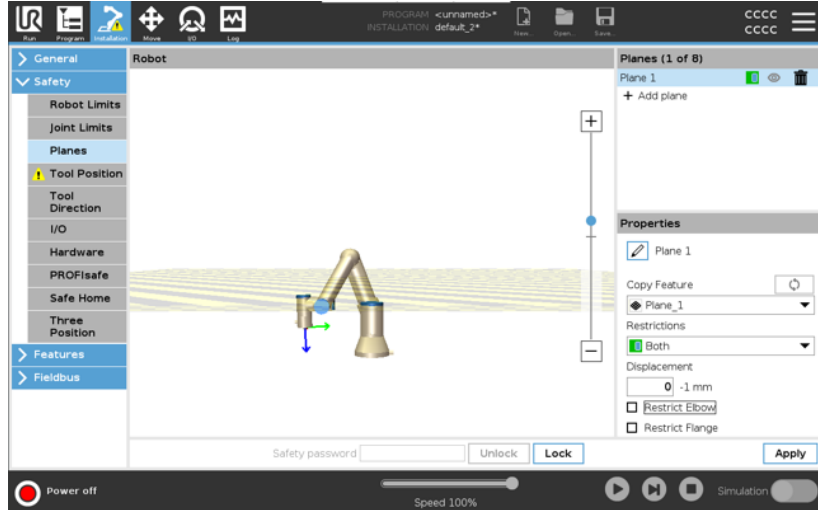 PROGRAM <unnamed>*
INSTALLATION default_2*
Run Program Installation Move I/O Log
New... Open... Save...
CCCC
CCCC
General
Safety
Robot Limits
Joint Limits
Planes
Tool Position
Tool
Direction
I/O
Hardware
PROFIsafe
Safe Home
Three
Position
Features
Fieldbus
Robot
Planes (1 of 8)
Plane 1
+ Add plane
Properties
Plane 1
Copy Feature
Plane_1
Restrictions
Both
Displacement
0 -1 mm
Restrict Elbow
Restrict Flange
Safety password
Unlock
Lock
Apply
Power off
Speed 100%
Simulation